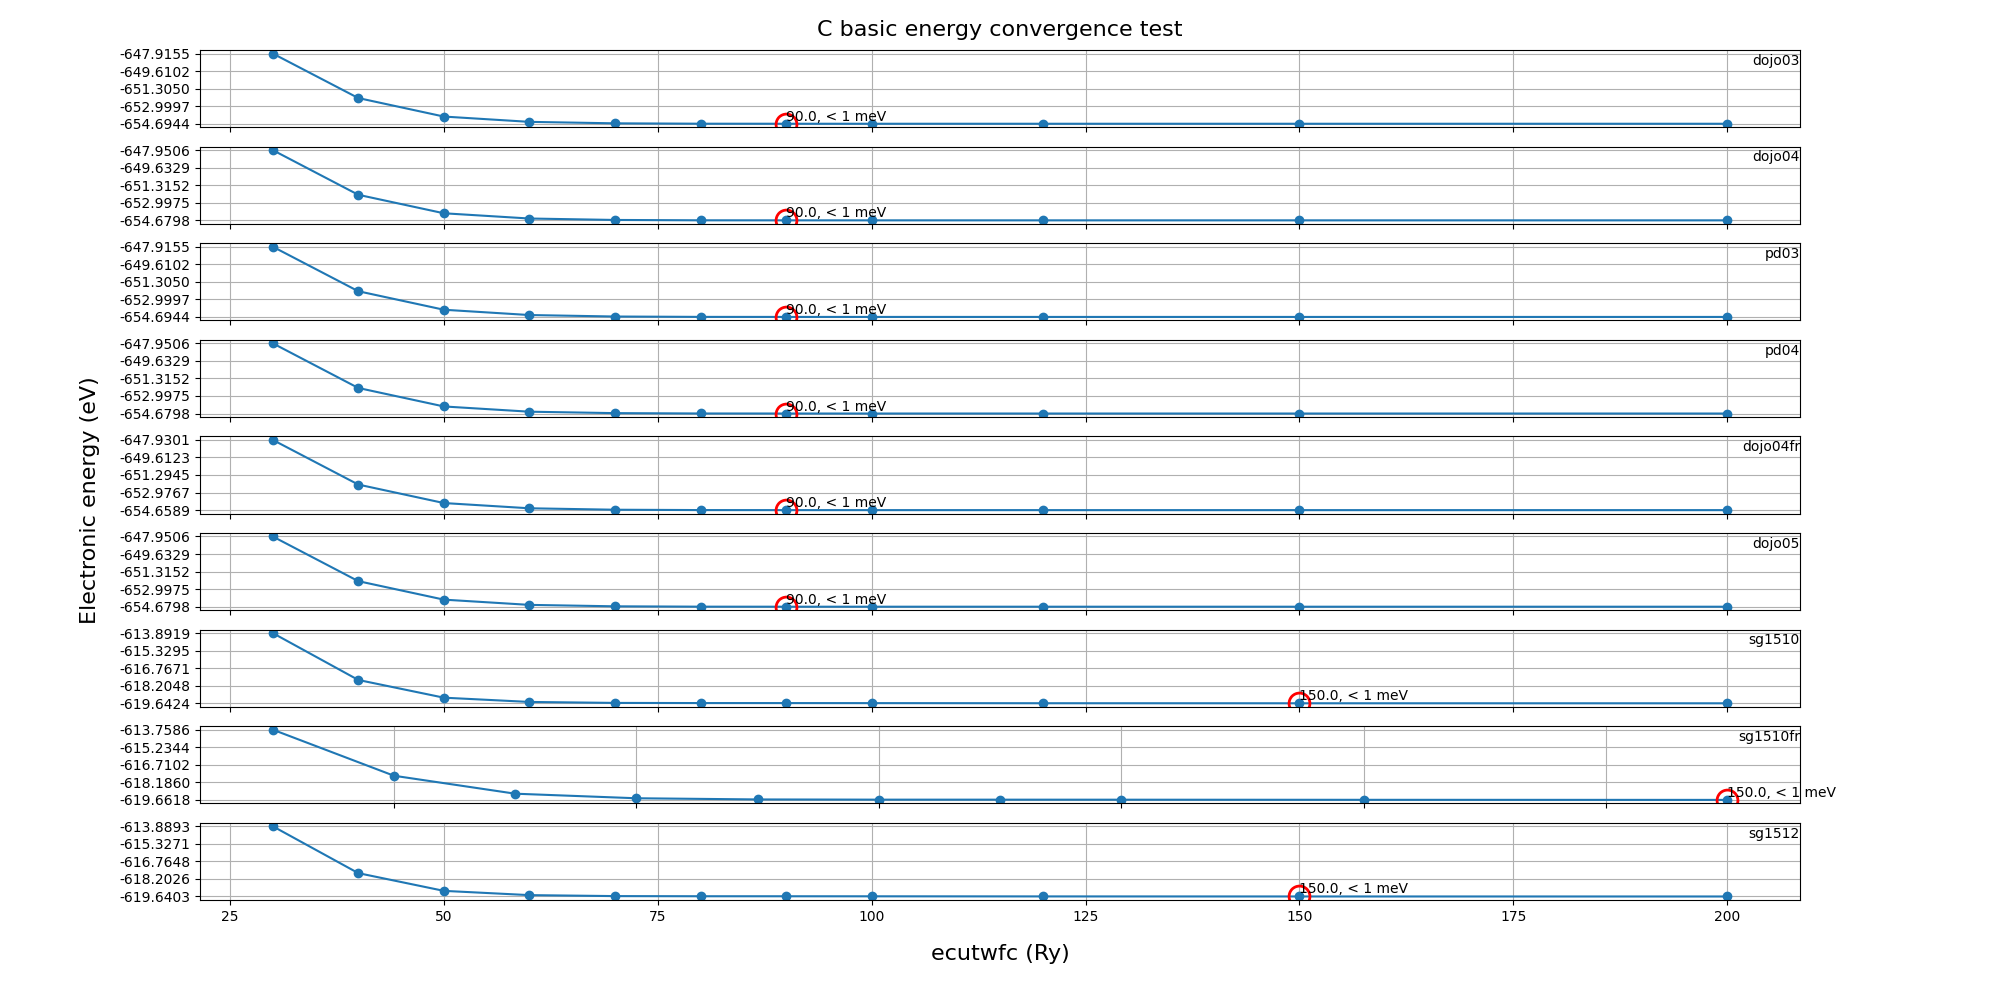 C basic energy convergence test
Electronic energy (eV)
-647.9155
-649.6102
-651.3050
-652.9997
-654.6944
dojo03
90.0, < 1 meV
-647.9506
-649.6329
-651.3152
-652.9975
-654.6798
dojo04
90.0, < 1 meV
-647.9155
-649.6102
-651.3050
-652.9997
-654.6944
pd03
90.0, < 1 meV
-647.9506
-649.6329
-651.3152
-652.9975
-654.6798
pd04
90.0, < 1 meV
-647.9301
-649.6123
-651.2945
-652.9767
-654.6589
dojo04fr
90.0, < 1 meV
-647.9506
-649.6329
-651.3152
-652.9975
-654.6798
dojo05
90.0, < 1 meV
-613.8919
-615.3295
-616.7671
-618.2048
-619.6424
sg1510
150.0, < 1 meV
-613.7586
-615.2344
-616.7102
-618.1860
-619.6618
sg1510fr
150.0, < 1 meV
-613.8893
-615.3271
-616.7648
-618.2026
-619.6403
sg1512
150.0, < 1 meV
25 50 75 100 125 150 175 200
ecutwfc (Ry)